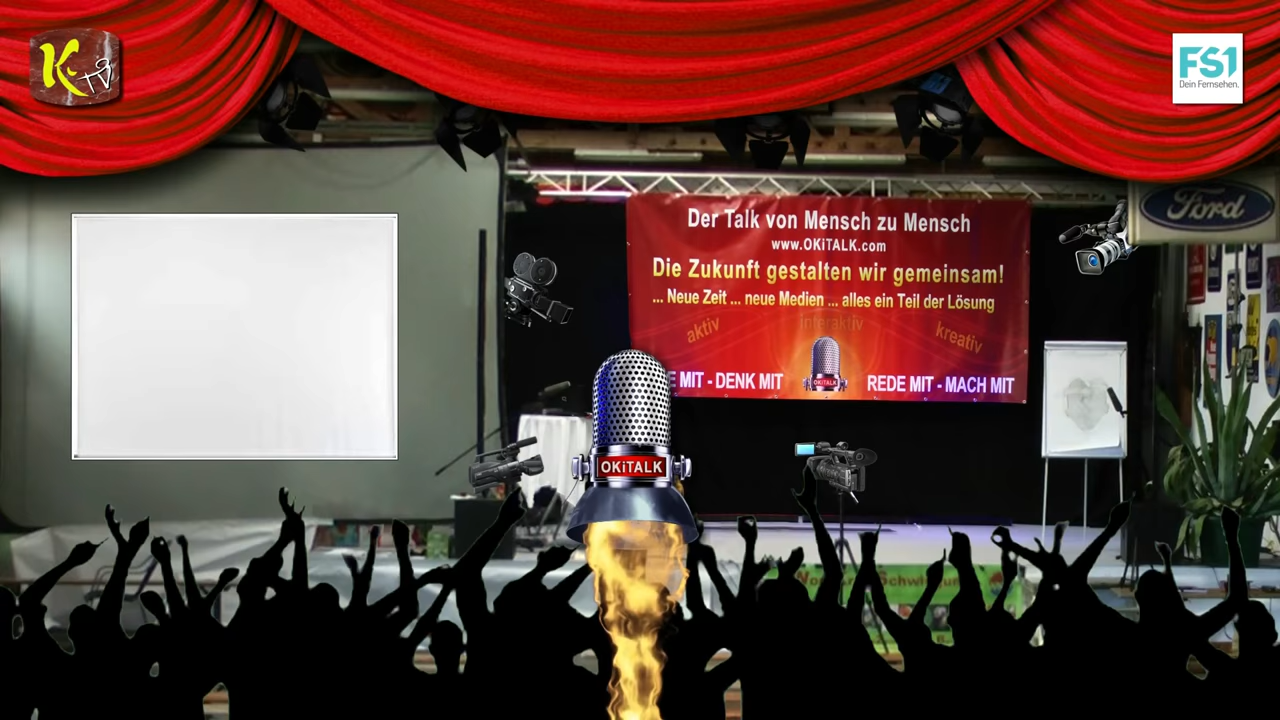 K TV
FS1
Dein Fernsehen.
Ford
Der Talk von Mensch zu Mensch
www.OKiTALK.com
Die Zukunft gestalten wir gemeinsam!
... Neue Zeit ... neue Medien ... alles ein Teil der Lösung
aktiv interaktiv kreativ
MIT - DENK MIT
REDE MIT - MACH MIT
OKiTALK
OKiTALK